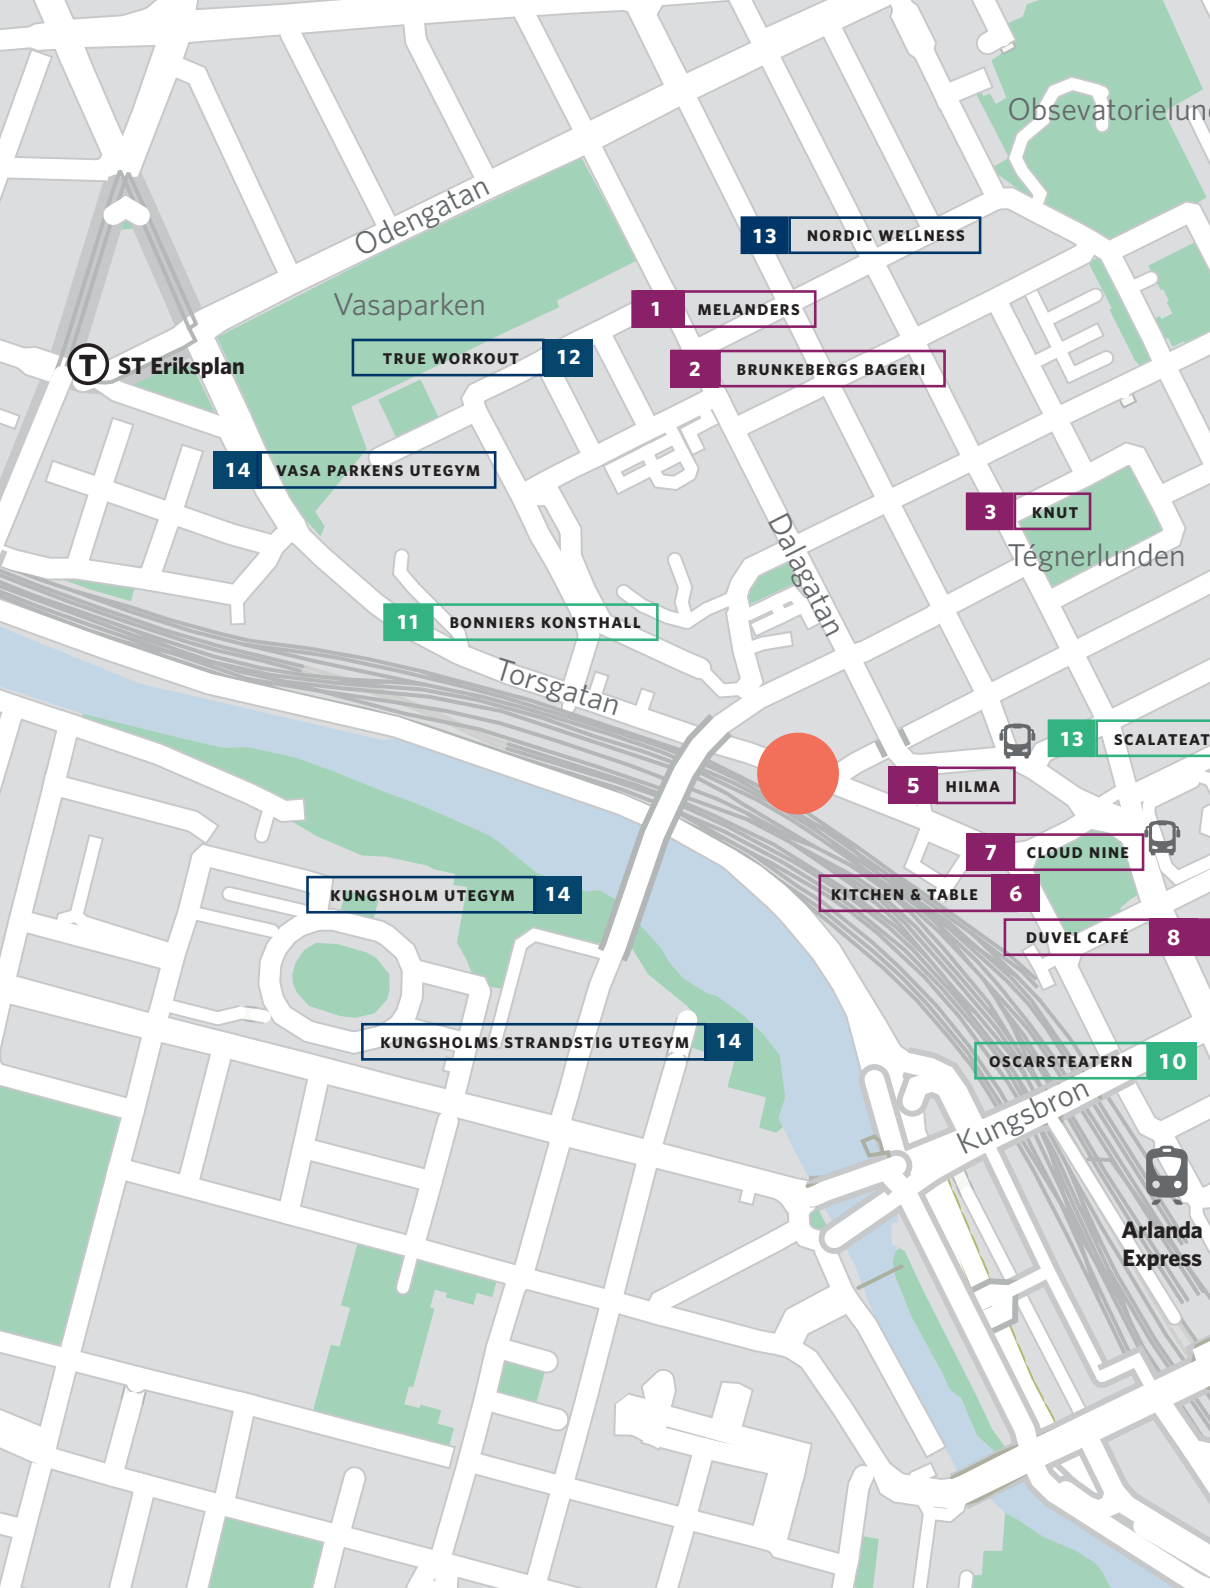 Obsevatorielun
Odengatan
13 NORDIC WELLNESS
Vasaparken
1 MELANDERS
T ST Eriksplan
TRUE WORKOUT 12
2 BRUNKEBERGS BAGERI
14 VASA PARKENS UTEGYM
3 KNUT
Dalagatan
Tégnerlunden
11 BONNIERS KONSTHALL
Torsgatan
13 SCALATEAT
5 HILMA
7 CLOUD NINE
KUNGSHOLM UTEGYM 14
KITCHEN & TABLE 6
DUVEL CAFÉ 8
KUNGSHOLMS STRANDSTIG UTEGYM 14
OSCARSTEATERN 10
Kungsbron
Arlanda
Express